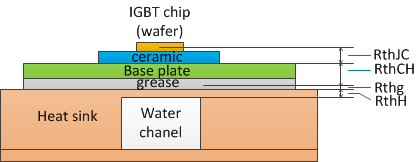 IGBT chip
(wafer)
ceramic
Base plate
grease
Heat sink
Water
chanel
RthJC
RthCH
Rthg
RthH